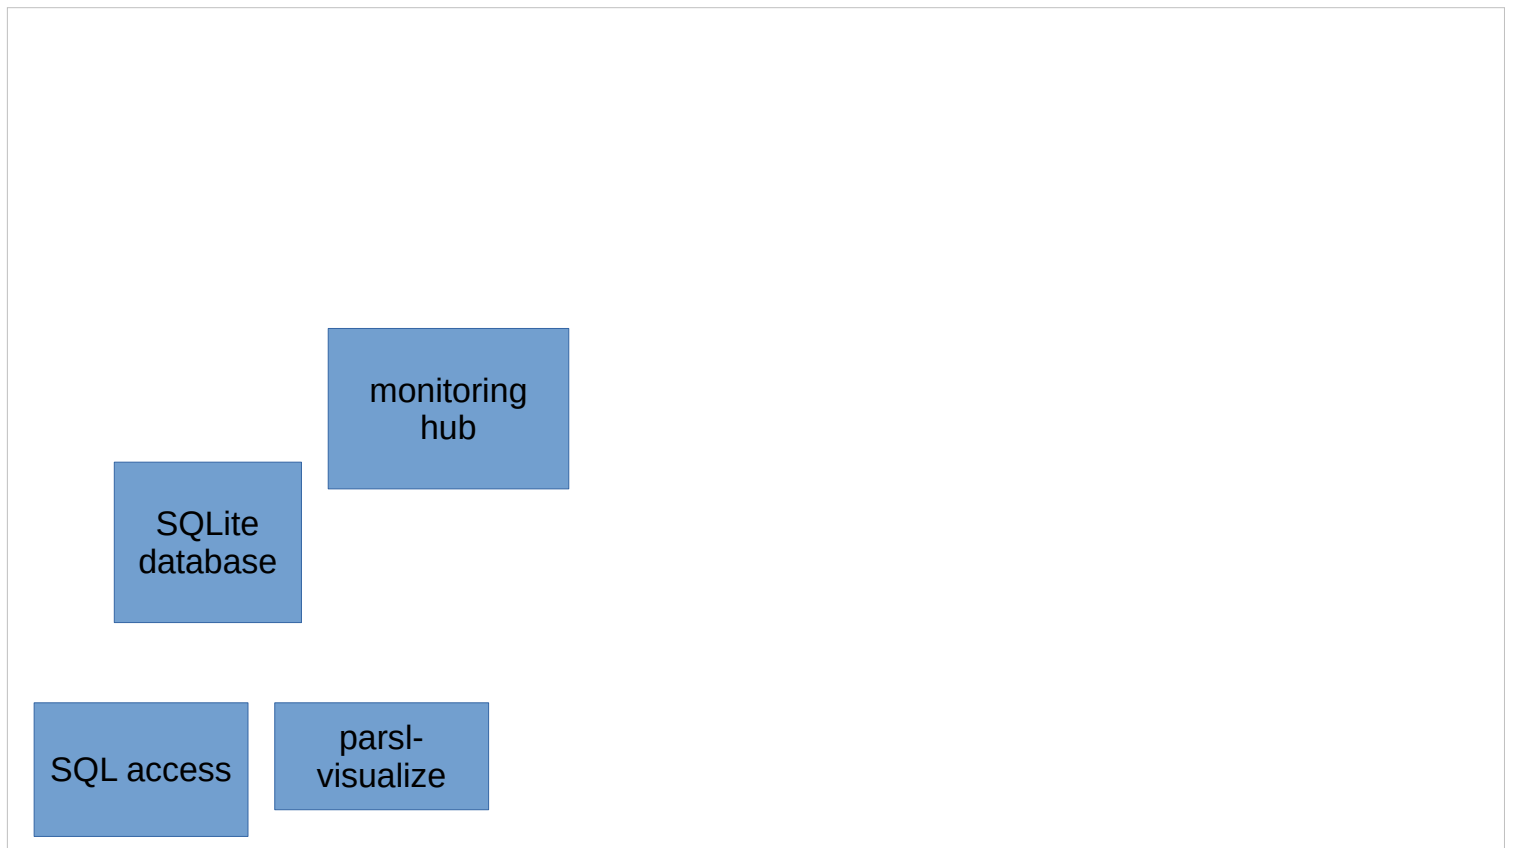 monitoring
hub
SQLite
database
SQL access
parsl-
visualize